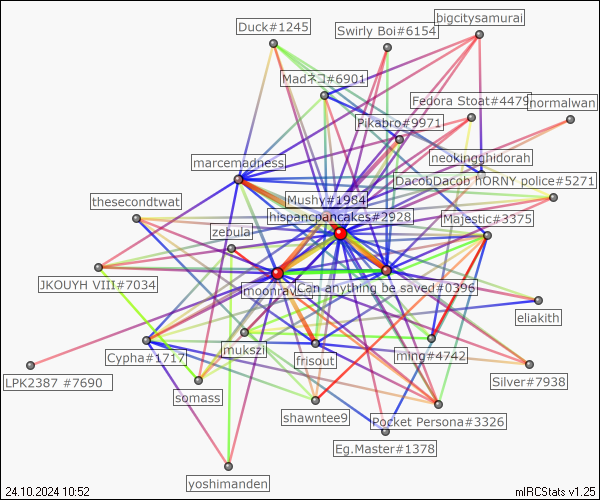 Duck#1245
bigcitysamurai
Swirly Boi#6154
Madネコ#6901
Fedora Stoat#4479
normalwan
Pikabro#9971
marcemadness
neokingghidorah
DacobDacob hORNY police#5271
thesecondtwat
Mushy#1984
hispancpancakes#2928
Majestic#3375
zebula
JKOUYH VIII#7034
Can anything be saved#0396
eliakith
Cypha#1717
jmukszi
frisout
ming#4742
LPK2387 #7690
somass
Silver#7938
shawntee9
Pocket Persona#3326
Eg.Master#1378
yoshimanden
24.10.2024 10:52
mIRCStats v1.25